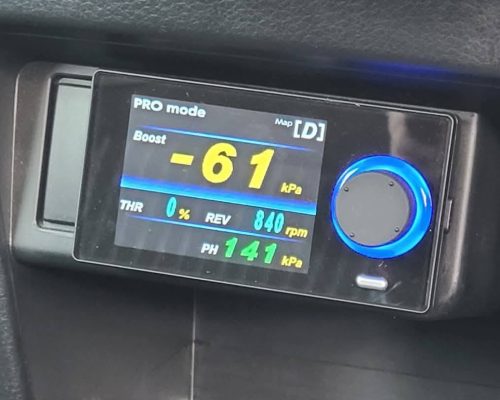 PRO mode
Map [D]
Boost
-61 kPa
THR 0 % REV 840 rpm
PH 141 kPa